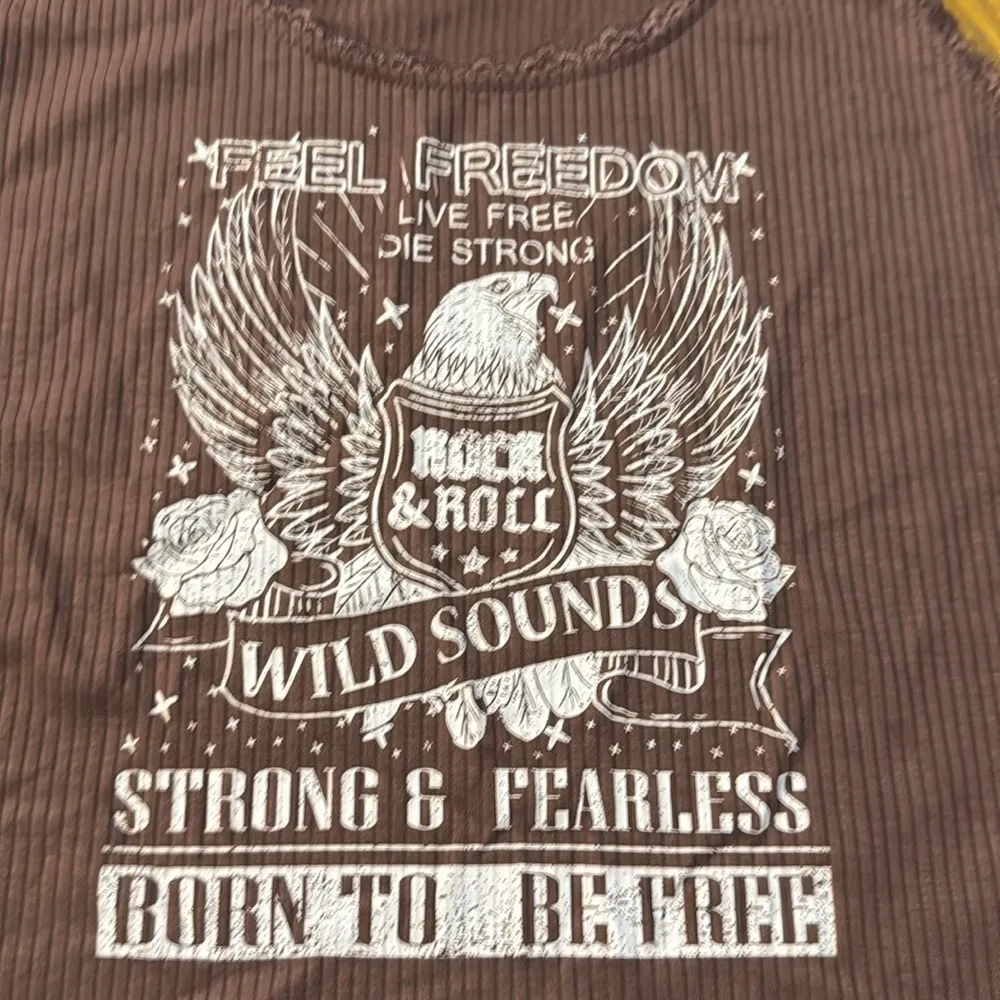 FEEL FREEDOM
LIVE FREE
DIE STRONG
ROCK
&ROLL
WILD SOUNDS
STRONG & FEARLESS
BORN TO BE FREE